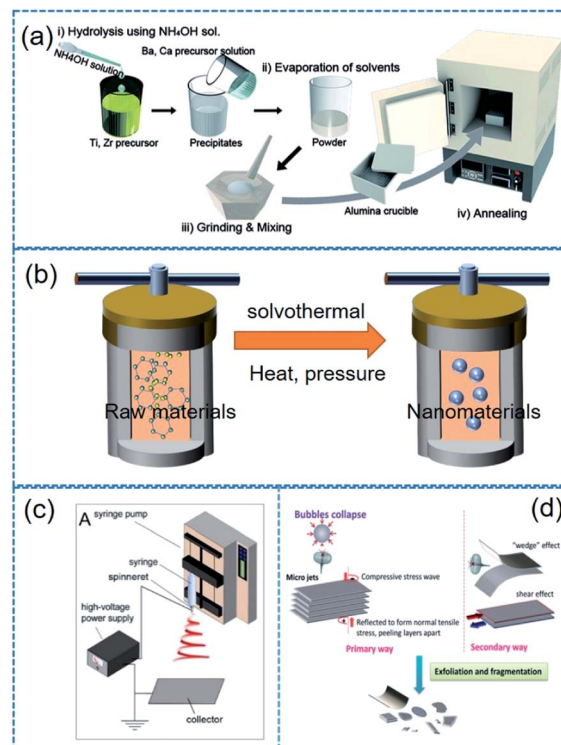 (a)
i) Hydrolysis using NH₄OH sol.
NH4OH solution
Ba, Ca precursor solution
ii) Evaporation of solvents
Ti, Zr precursor
Precipitates
Powder
iii) Grinding & Mixing
Alumina crucible
iv) Annealing
(b)
solvothermal
Heat, pressure
Raw materials
Nanomaterials
(c)
A
syringe pump
syringe
spinneret
high-voltage
power supply
collector
(d)
Bubbles collapse
Micro jets
Compressive stress wave
Reflected to form normal tensile
stress, peeling layers apart
Primary way
"wedge" effect
shear effect
Secondary way
Exfoliation and fragmentation